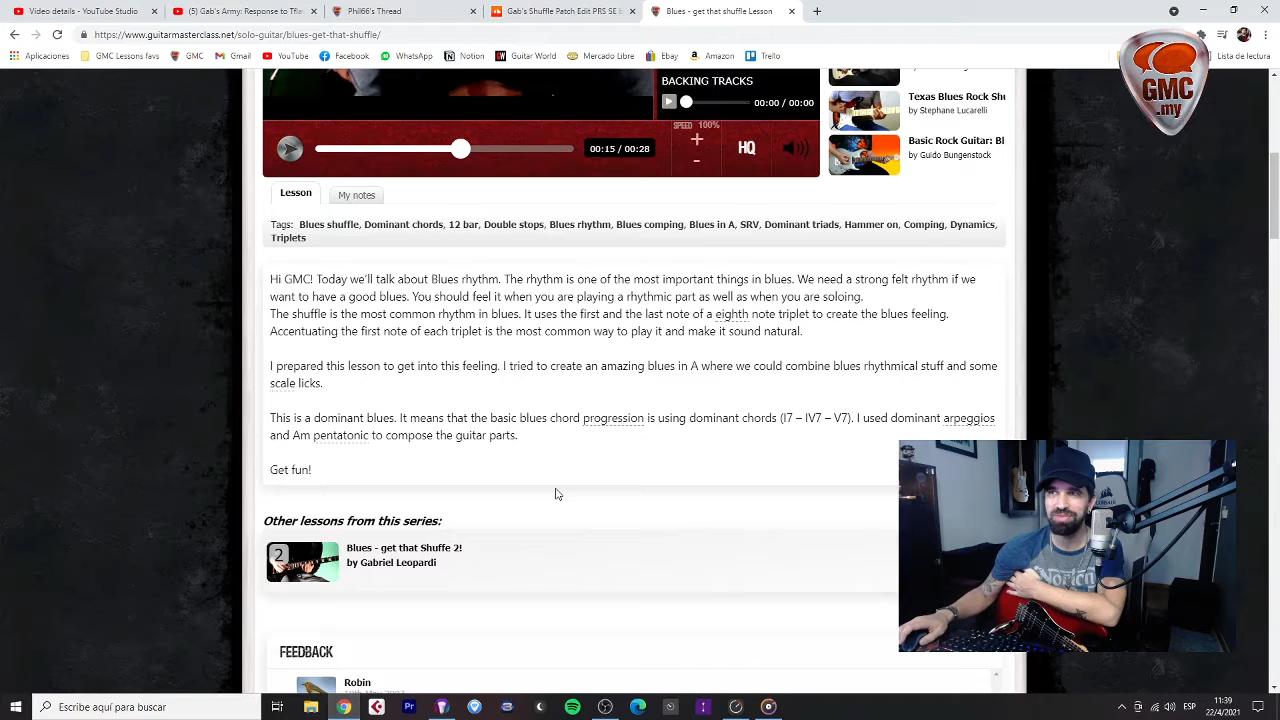 Video details - YouTube Studio
(5) Gab's Army: Response to Tfle
Phil66's Thread
Gab's Shuffle Patch Edit PRS SE b
Blues - get that shuffle Lesson
https://www.guitarmasterclass.net/solo-guitar/blues-get-that-shuffle/
Aplicaciones
GMC Lessons favs
GMC
Gmail
YouTube
Facebook
WhatsApp
Notion
Guitar World
Mercado Libre
Ebay
Amazon
Trello
Lista de lectura
GMC
.my
BACKING TRACKS
00:00 / 00:00
Texas Blues Rock Shu
by Stephane Lucarelli
Basic Rock Guitar: Bl
by Guido Bungenstock
00:15 / 00:28
SPEED 100%
+
-
HQ
Lesson
My notes
Tags: Blues shuffle, Dominant chords, 12 bar, Double stops, Blues rhythm, Blues comping, Blues in A, SRV, Dominant triads, Hammer on, Comping, Dynamics,
Triplets
Hi GMC! Today we'll talk about Blues rhythm. The rhythm is one of the most important things in blues. We need a strong felt rhythm if we
want to have a good blues. You should feel it when you are playing a rhythmic part as well as when you are soloing.
The shuffle is the most common rhythm in blues. It uses the first and the last note of a eighth note triplet to create the blues feeling.
Accentuating the first note of each triplet is the most common way to play it and make it sound natural.
I prepared this lesson to get into this feeling. I tried to create an amazing blues in A where we could combine blues rhythmical stuff and some
scale licks.
This is a dominant blues. It means that the basic blues chord progression is using dominant chords (I7 – IV7 – V7). I used dominant arpeggios
and Am pentatonic to compose the guitar parts.
Get fun!
Other lessons from this series:
2
Blues - get that Shuffe 2!
by Gabriel Leopardi
CORSAIR
FEEDBACK
Robin
Escribe aquí para buscar
ESP
11:39
22/4/2021